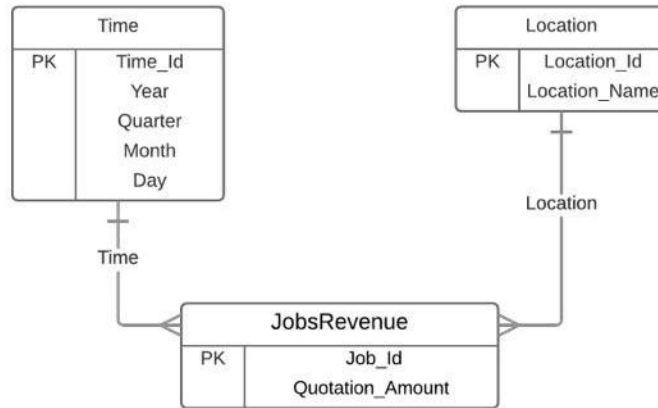 Time
PK Time_Id
Year
Quarter
Month
Day
Location
PK Location_Id
Location_Name
Time
Location
JobsRevenue
PK Job_Id
Quotation_Amount